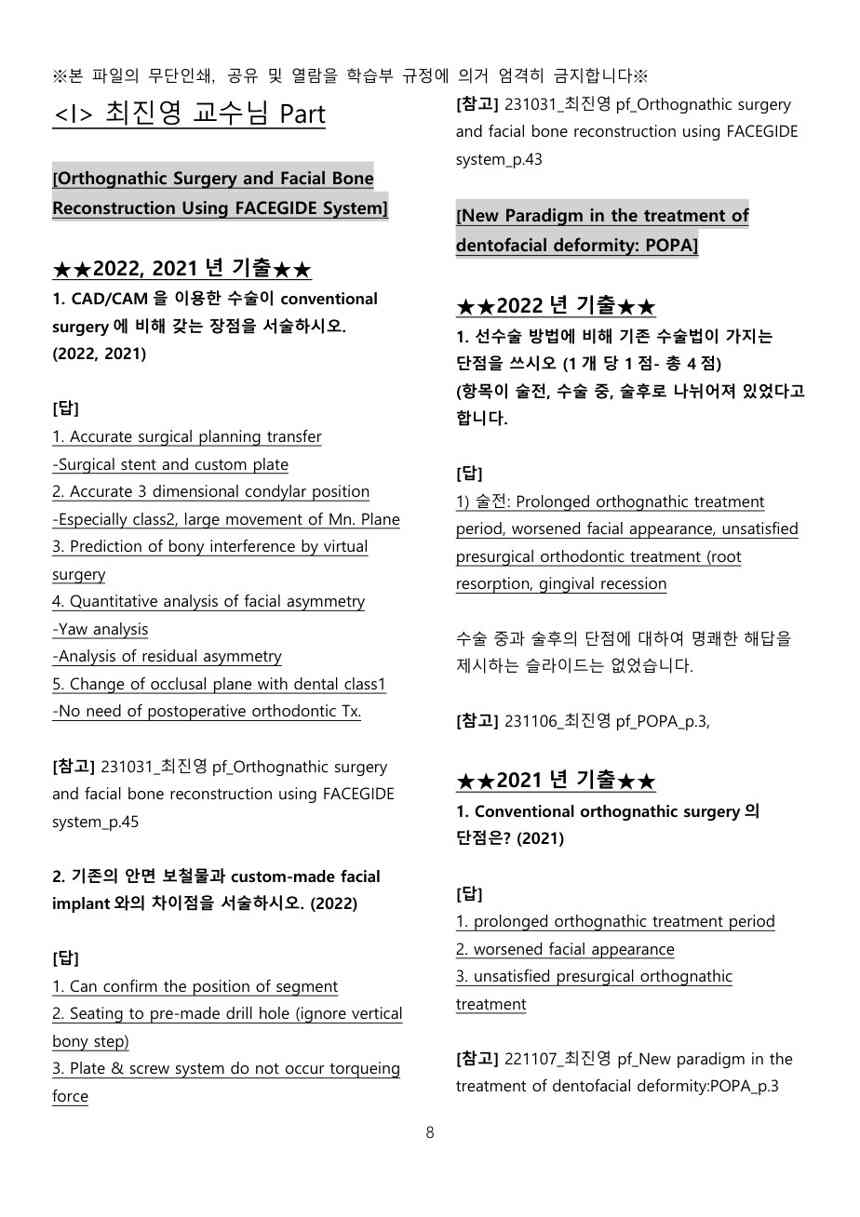 ※본 파일의 무단인쇄, 공유 및 열람을 학습부 규정에 의거 엄격히 금지합니다※
<I> 최진영 교수님 Part
[Orthognathic Surgery and Facial Bone
Reconstruction Using FACEGIDE System]
★★2022, 2021 년 기출★★
1. CAD/CAM 을 이용한 수술이 conventional
surgery 에 비해 갖는 장점을 서술하시오.
(2022, 2021)
[답]
1. Accurate surgical planning transfer
-Surgical stent and custom plate
2. Accurate 3 dimensional condylar position
-Especially class2, large movement of Mn. Plane
3. Prediction of bony interference by virtual
surgery
4. Quantitative analysis of facial asymmetry
-Yaw analysis
-Analysis of residual asymmetry
5. Change of occlusal plane with dental class1
-No need of postoperative orthodontic Tx.
[참고] 231031_최진영 pf_Orthognathic surgery
and facial bone reconstruction using FACEGIDE
system_p.45
2. 기존의 안면 보철물과 custom-made facial
implant 와의 차이점을 서술하시오. (2022)
[답]
1. Can confirm the position of segment
2. Seating to pre-made drill hole (ignore vertical
bony step)
3. Plate & screw system do not occur torqueing
force
[참고] 231031_최진영 pf_Orthognathic surgery
and facial bone reconstruction using FACEGIDE
system_p.43
[New Paradigm in the treatment of
dentofacial deformity: POPA]
★★2022 년 기출★★
1. 선수술 방법에 비해 기존 수술법이 가지는
단점을 쓰시오 (1 개 당 1 점- 총 4 점)
(항목이 술전, 수술 중, 술후로 나뉘어져 있었다고
합니다.
[답]
1) 술전: Prolonged orthognathic treatment
period, worsened facial appearance, unsatisfied
presurgical orthodontic treatment (root
resorption, gingival recession
수술 중과 술후의 단점에 대하여 명쾌한 해답을
제시하는 슬라이드는 없었습니다.
[참고] 231106_최진영 pf_POPA_p.3,
★★2021 년 기출★★
1. Conventional orthognathic surgery 의
단점은? (2021)
[답]
1. prolonged orthognathic treatment period
2. worsened facial appearance
3. unsatisfied presurgical orthognathic
treatment
[참고] 221107_최진영 pf_New paradigm in the
treatment of dentofacial deformity:POPA_p.3
8